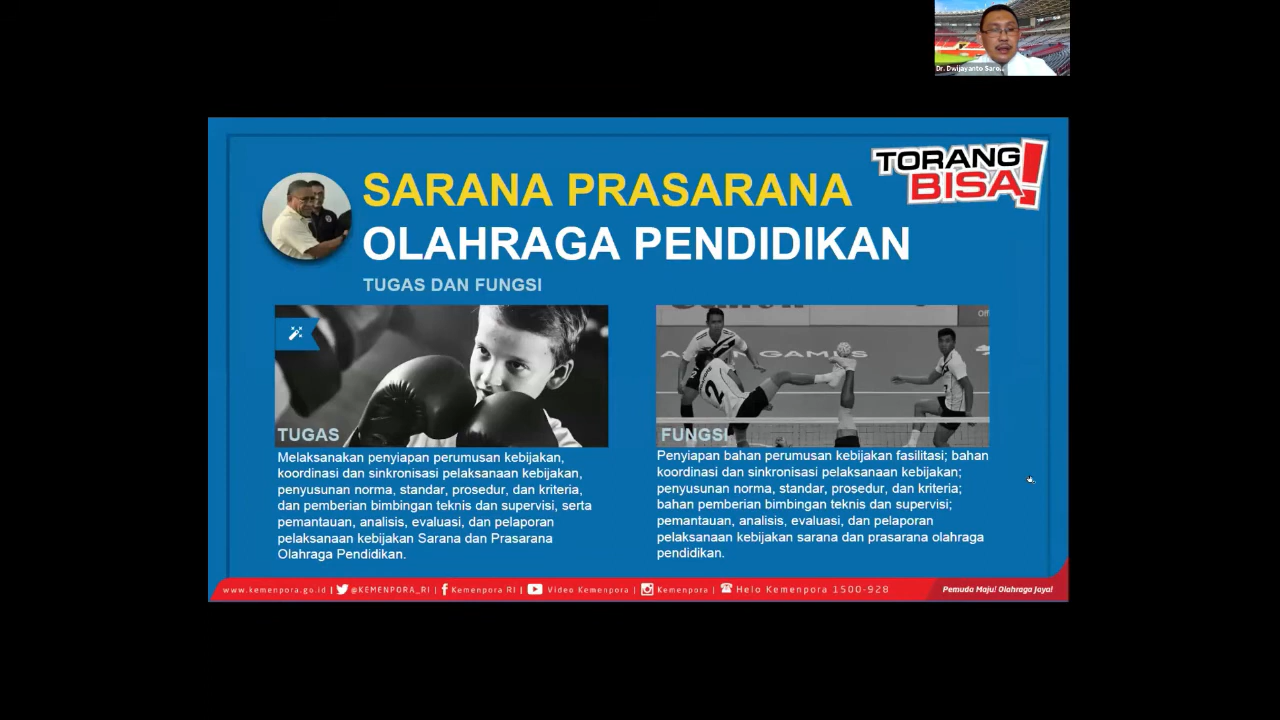 Dr. Dwijayanto Saro...
TORANG
BISA!
SARANA PRASARANA
OLAHRAGA PENDIDIKAN
TUGAS DAN FUNGSI
TUGAS
Melaksanakan penyiapan perumusan kebijakan,
koordinasi dan sinkronisasi pelaksanaan kebijakan,
penyusunan norma, standar, prosedur, dan kriteria,
dan pemberian bimbingan teknis dan supervisi, serta
pemantauan, analisis, evaluasi, dan pelaporan
pelaksanaan kebijakan Sarana dan Prasarana
Olahraga Pendidikan.
Off
GAMES
2
FUNGSI
Penyiapan bahan perumusan kebijakan fasilitasi; bahan
koordinasi dan sinkronisasi pelaksanaan kebijakan;
penyusunan norma, standar, prosedur, dan kriteria;
bahan pemberian bimbingan teknis dan supervisi;
pemantauan, analisis, evaluasi, dan pelaporan
pelaksanaan kebijakan sarana dan prasarana olahraga
pendidikan.
www.kemenpora.go.id | @KEMENPORA_RI | Kemenpora RI | Video Kemenpora | Kemenpora | Helo Kemenpora 1500-928
Pemuda Maju! Olahraga Jaya!